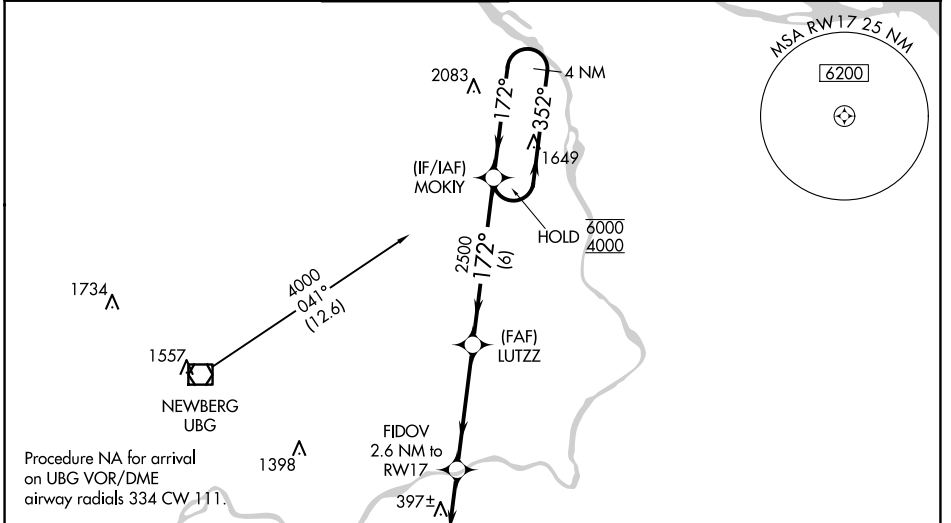 MSA RW17 25 NM
6200
2083
4 NM
172°
352°
1649
(IF/IAF)
MOKIY
HOLD
6000
4000
2500
172°
(6)
4000
041°
(12.6)
1734
(FAF)
LUTZZ
1557
NEWBERG
UBG
FIDOV
2.6 NM to
RW17
1398
397±
Procedure NA for arrival
on UBG VOR/DME
airway radials 334 CW 111.